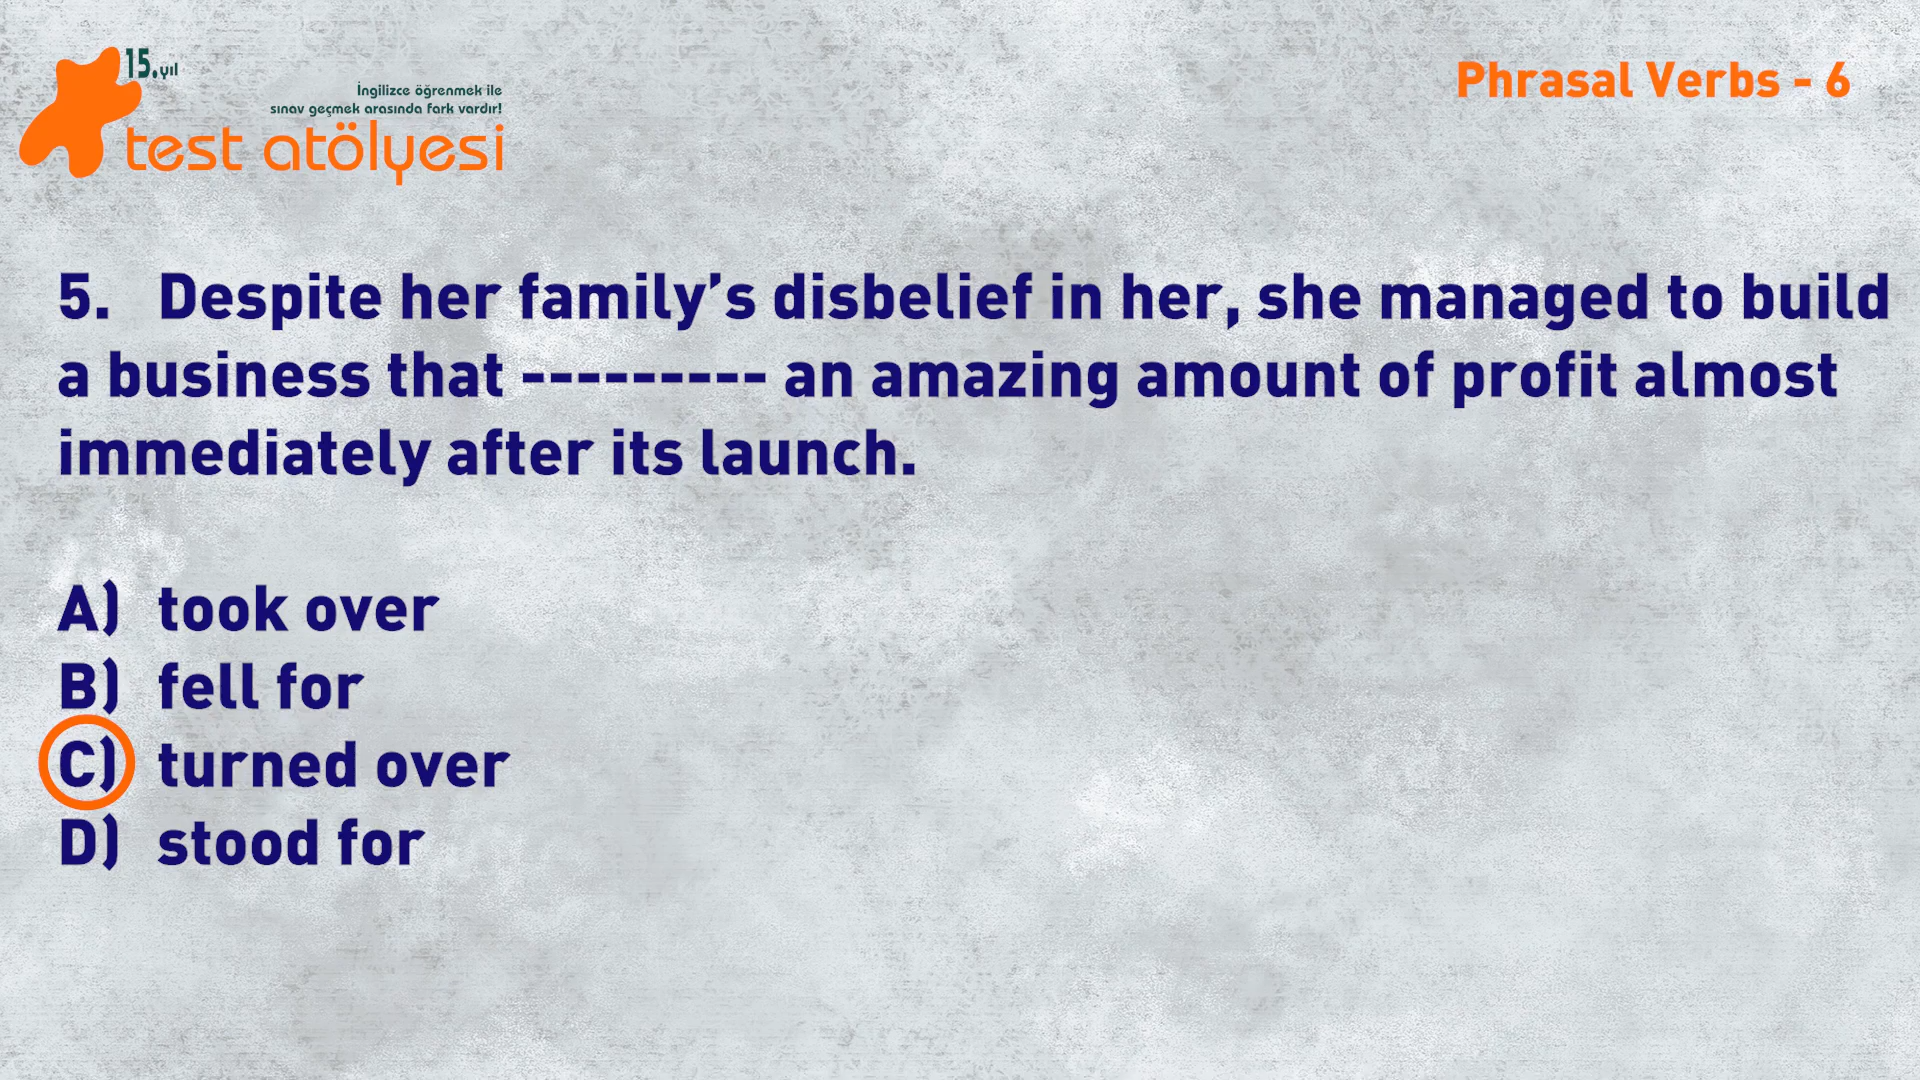 15.yıl
İngilizce öğrenmek ile
sınav geçmek arasında fark vardır!
test atölyesi
Phrasal Verbs - 6
5. Despite her family’s disbelief in her, she managed to build
a business that --------- an amazing amount of profit almost
immediately after its launch.
A) took over
B) fell for
C) turned over
D) stood for